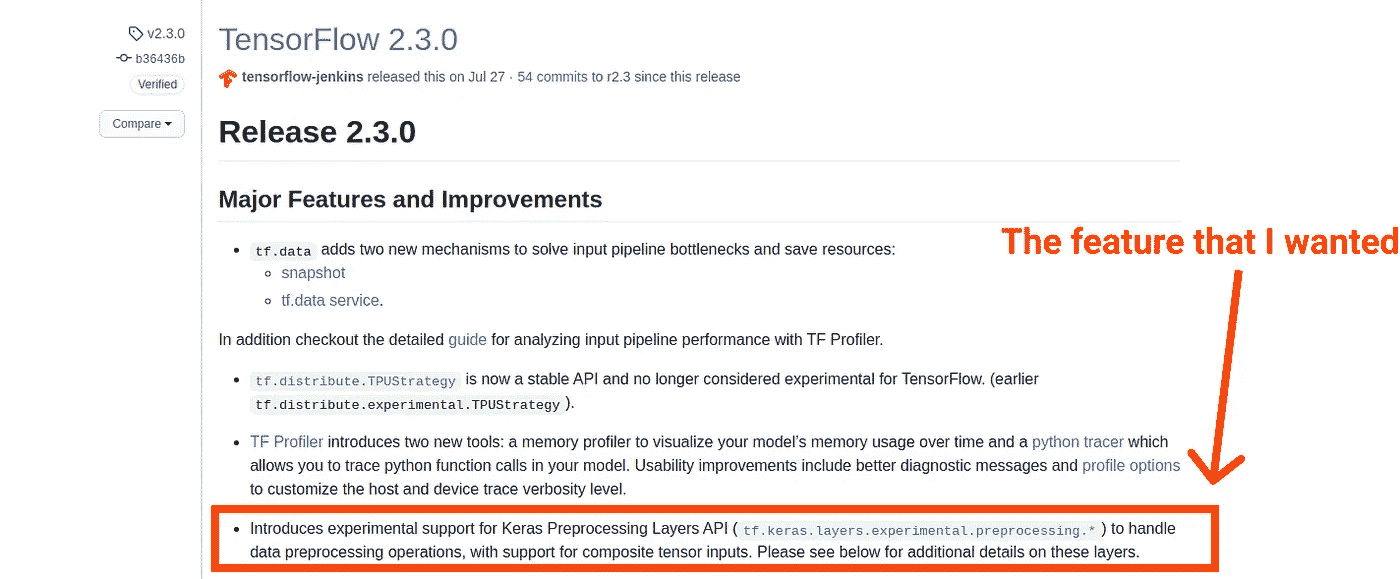 v2.3.0
b36436b
Verified
Compare
TensorFlow 2.3.0
tensorflow-jenkins released this on Jul 27 · 54 commits to r2.3 since this release
Release 2.3.0
Major Features and Improvements
• tf.data adds two new mechanisms to solve input pipeline bottlenecks and save resources:
◦ snapshot
◦ tf.data service.
The feature that I wanted
In addition checkout the detailed guide for analyzing input pipeline performance with TF Profiler.
• tf.distribute.TPUStrategy is now a stable API and no longer considered experimental for TensorFlow. (earlier
tf.distribute.experimental.TPUStrategy ).
• TF Profiler introduces two new tools: a memory profiler to visualize your model’s memory usage over time and a python tracer which
allows you to trace python function calls in your model. Usability improvements include better diagnostic messages and profile options
to customize the host and device trace verbosity level.
• Introduces experimental support for Keras Preprocessing Layers API ( tf.keras.layers.experimental.preprocessing.* ) to handle
data preprocessing operations, with support for composite tensor inputs. Please see below for additional details on these layers.